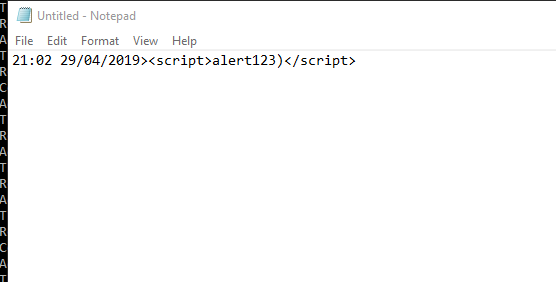 Untitled - Notepad
File Edit Format View Help
21:02 29/04/2019><script>alert123)</script>
T
R
A
T
R
C
A
T
R
A
T
R
A
T
R
C
A
T